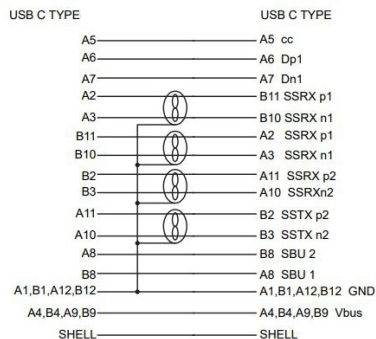 USB C TYPE USB C TYPE
A5 A5 cc
A6 A6 Dp1
A7 A7 Dn1
A2 B11 SSRX p1
A3 B10 SSRX n1
B11 A2 SSRX p1
B10 A3 SSRX n1
B2 A11 SSRX p2
B3 A10 SSRXn2
A11 B2 SSTX p2
A10 B3 SSTX n2
A8 B8 SBU 2
B8 A8 SBU 1
A1,B1,A12,B12 A1,B1,A12,B12 GND
A4,B4,A9,B9 A4,B4,A9,B9 Vbus
SHELL SHELL